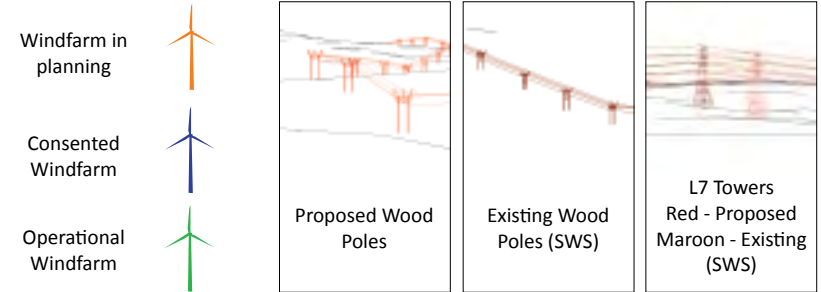 Windfarm in
planning
Consented
Windfarm
Operational
Windfarm
Proposed Wood
Poles
Existing Wood
Poles (SWS)
L7 Towers
Red - Proposed
Maroon - Existing
(SWS)